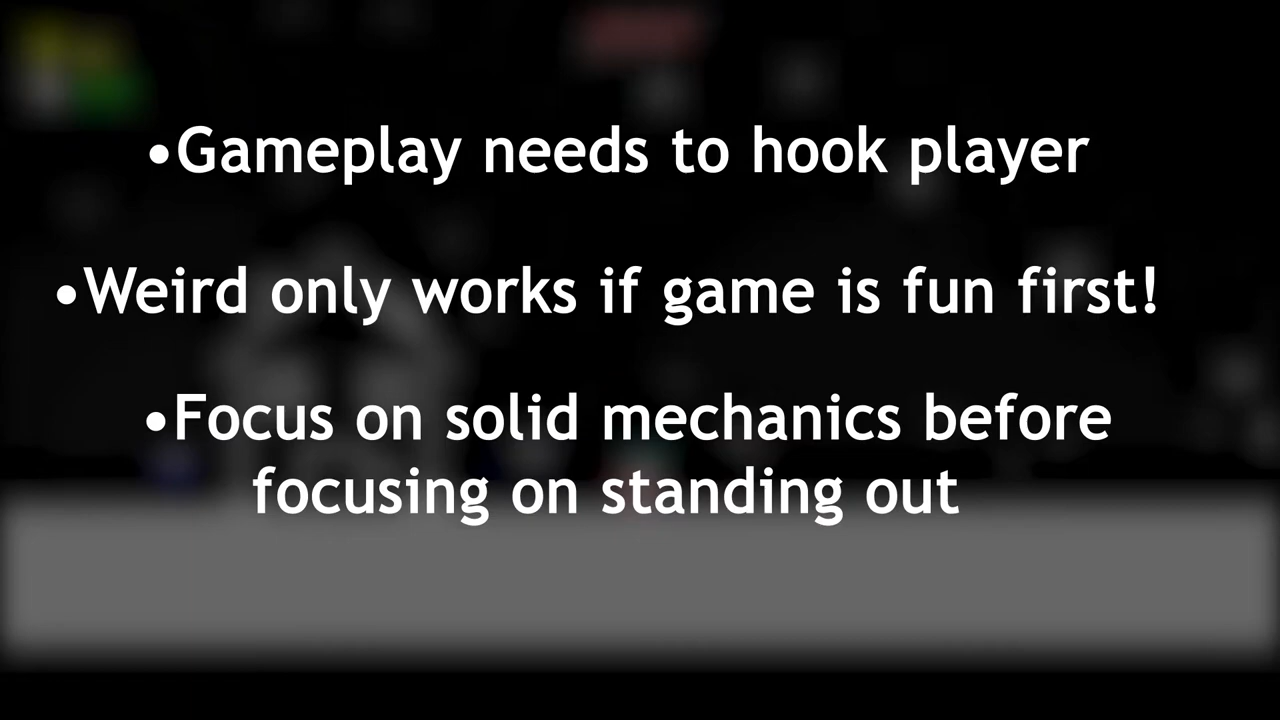 •Gameplay needs to hook player
•Weird only works if game is fun first!
•Focus on solid mechanics before
focusing on standing out